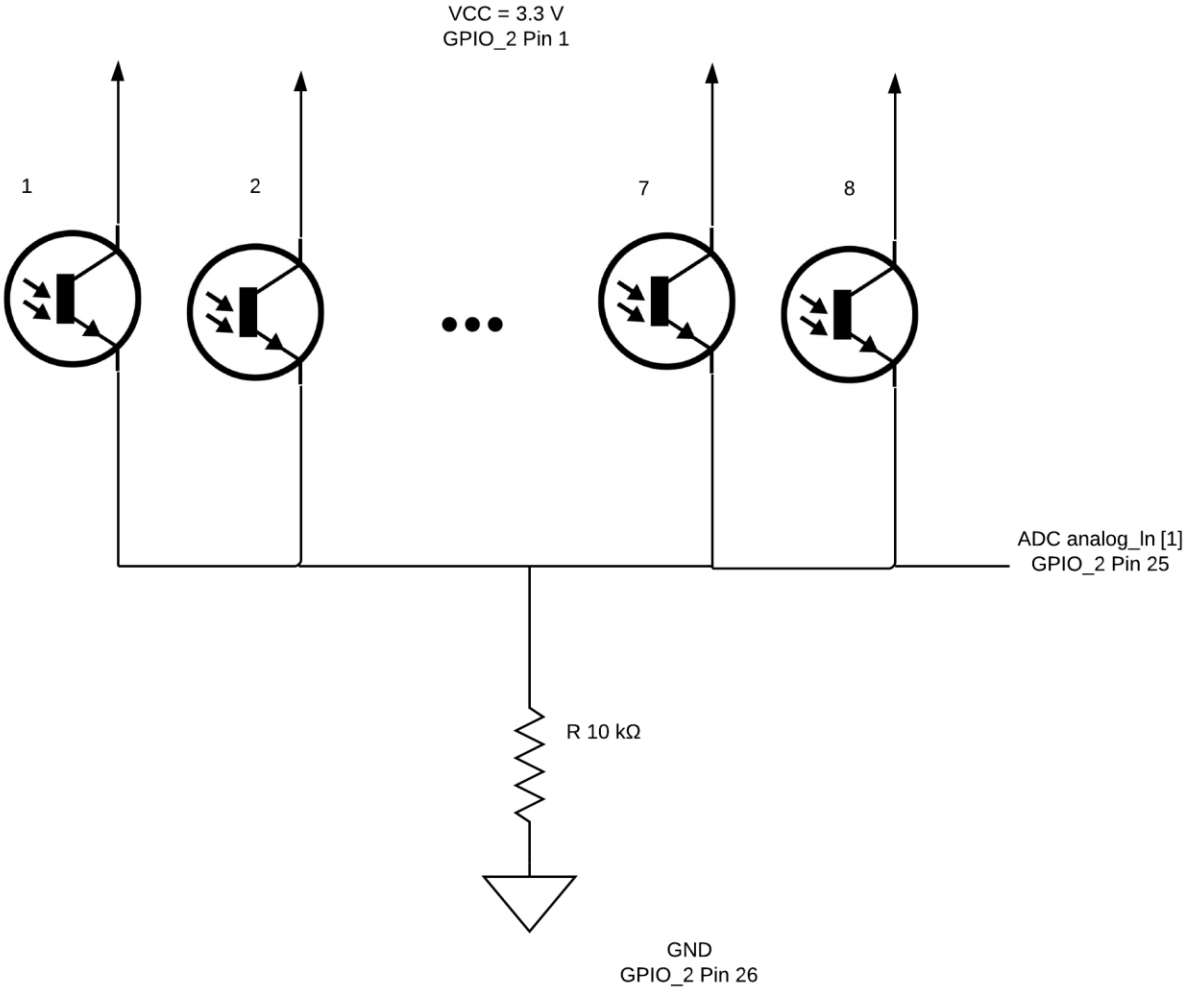 VCC = 3.3 V
GPIO_2 Pin 1
1
2
7
8
ADC analog_In [1]
GPIO_2 Pin 25
R 10 kΩ
GND
GPIO_2 Pin 26